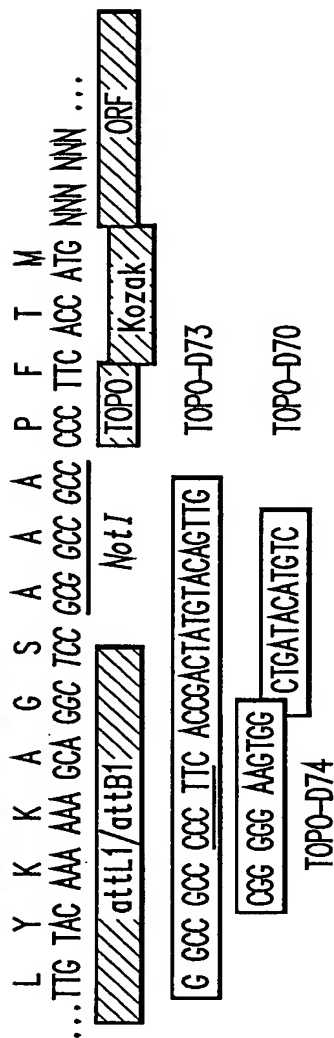 L Y K K A G S A A A P F T M
....TTG TAC AAA AAA GCA GGC TCC GCG GCC GCC CCC TTC ACC ATG NNN NNN ...
attL1/attB1
NotI
TOPO
Kozak
ORF
G GCC GCC CCC TTC ACCGACTATGTACAGTTG
TOPO-D73
CGG GGG AAGTGG
CTGATACATGTC
TOPO-D70
TOPO-D74